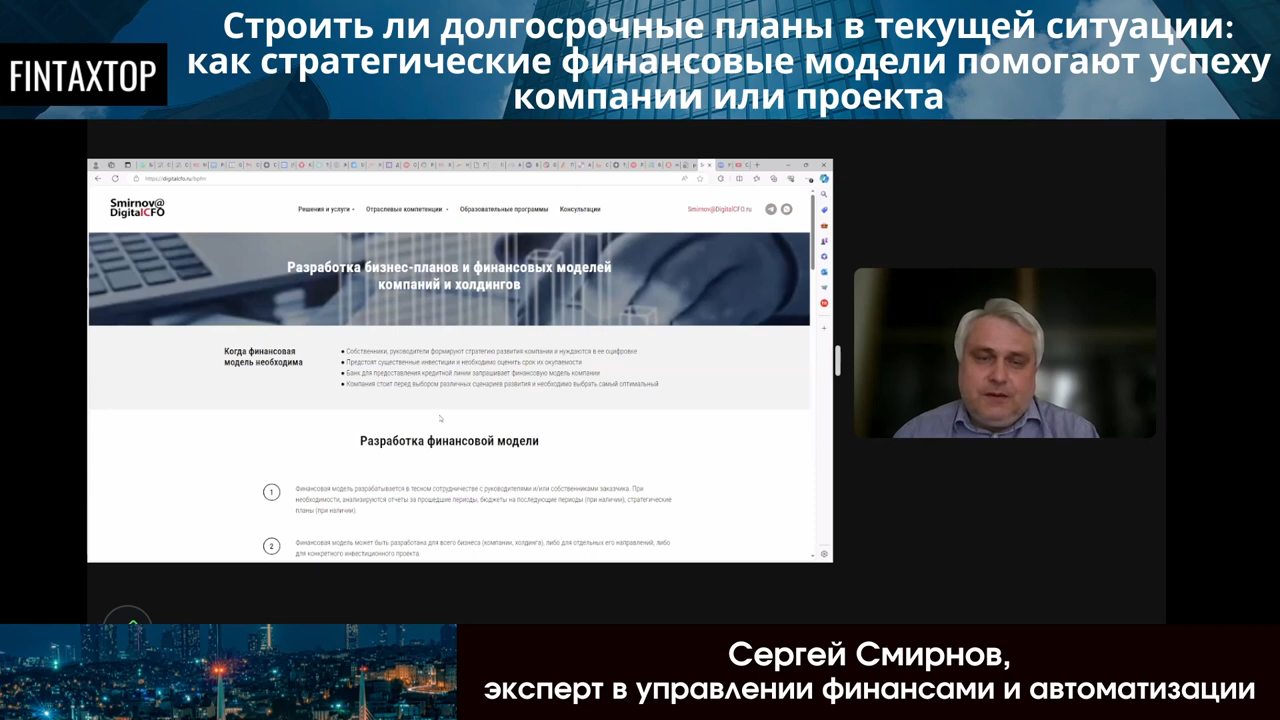 Строить ли долгосрочные планы в текущей ситуации:
как стратегические финансовые модели помогают успеху
компании или проекта
FINTAXTOP
https://digitalcfo.ru/bpfm
Smirnov@
DigitalCFO
Решения и услуги
Отраслевые компетенции
Образовательные программы
Консультации
Smirnov@DigitalCFO.ru
Разработка бизнес-планов и финансовых моделей
компаний и холдингов
Когда финансовая
модель необходима
● Собственники, руководители формируют стратегию развития компании и нуждаются в ее оцифровке
● Предстоят существенные инвестиции и необходимо оценить срок их окупаемости
● Банк для предоставления кредитной линии запрашивает финансовую модель компании
● Компания стоит перед выбором различных сценариев развития и необходимо выбрать самый оптимальный
Разработка финансовой модели
1
Финансовая модель разрабатывается в тесном сотрудничестве с руководителями и/или собственниками заказчика. При
необходимости, анализируются отчеты за прошедшие периоды, бюджеты на последующие периоды (при наличии), стратегические
планы (при наличии).
2
Финансовая модель может быть разработана для всего бизнеса (компании, холдинга), либо для отдельных его направлений, либо
для конкретного инвестиционного проекта.
Сергей Смирнов,
эксперт в управлении финансами и автоматизации